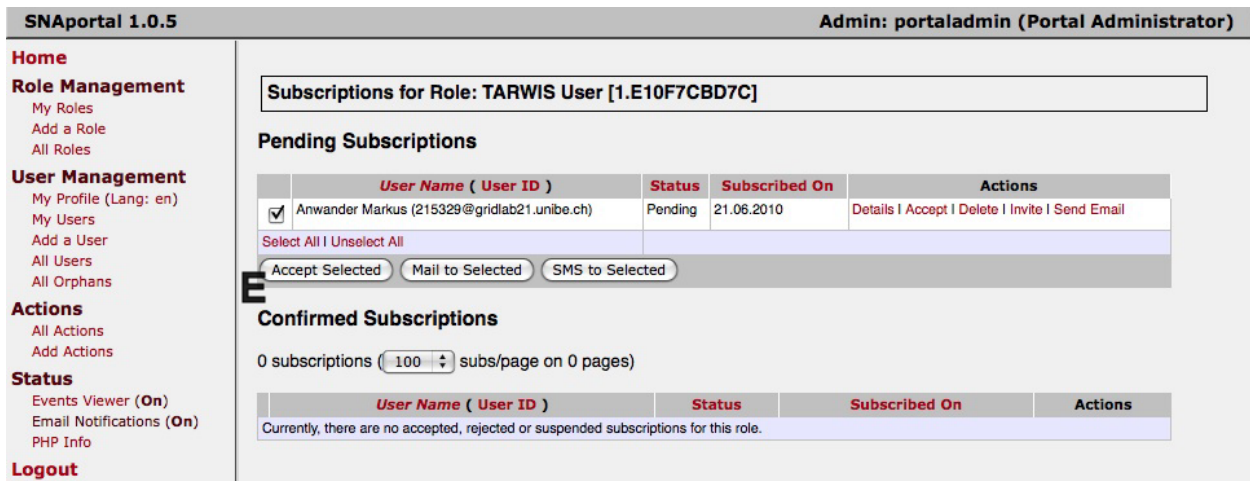 SNAportal 1.0.5 Admin: portaladmin (Portal Administrator)
Home
Role Management
My Roles
Add a Role
All Roles
User Management
My Profile (Lang: en)
My Users
Add a User
All Users
All Orphans
Actions
All Actions
Add Actions
Status
Events Viewer (On)
Email Notifications (On)
PHP Info
Logout
Subscriptions for Role: TARWIS User [1.E10F7CBD7C]
Pending Subscriptions
User Name ( User ID ) Status Subscribed On Actions
Anwander Markus (215329@gridlab21.unibe.ch) Pending 21.06.2010 Details | Accept | Delete | Invite | Send Email
Select All | Unselect All
Accept Selected Mail to Selected SMS to Selected
E
Confirmed Subscriptions
0 subscriptions ( 100 subs/page on 0 pages)
User Name ( User ID ) Status Subscribed On Actions
Currently, there are no accepted, rejected or suspended subscriptions for this role.